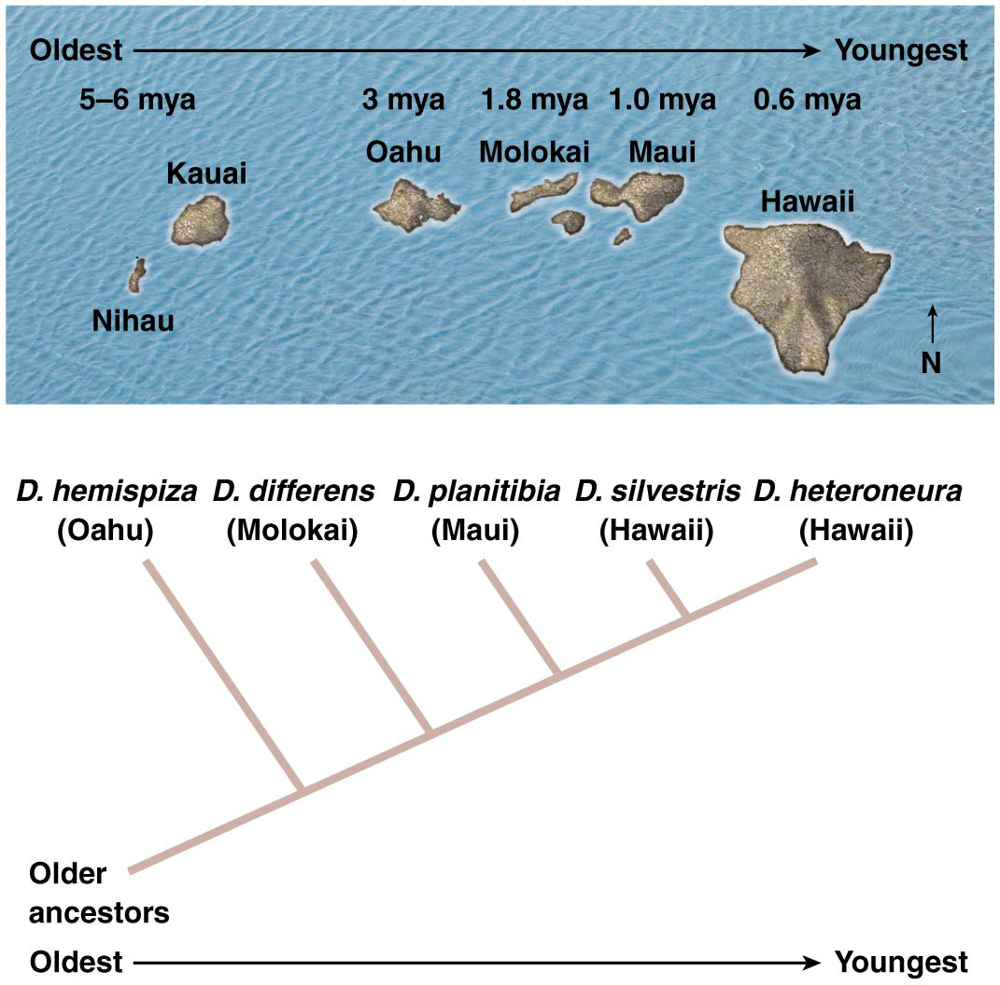 Oldest Youngest
5–6 mya 3 mya 1.8 mya 1.0 mya 0.6 mya
Oahu Molokai Maui
Kauai
Hawaii
Nihau
N
D. hemispiza D. differens D. planitibia D. silvestris D. heteroneura
(Oahu) (Molokai) (Maui) (Hawaii) (Hawaii)
Older
ancestors
Oldest Youngest